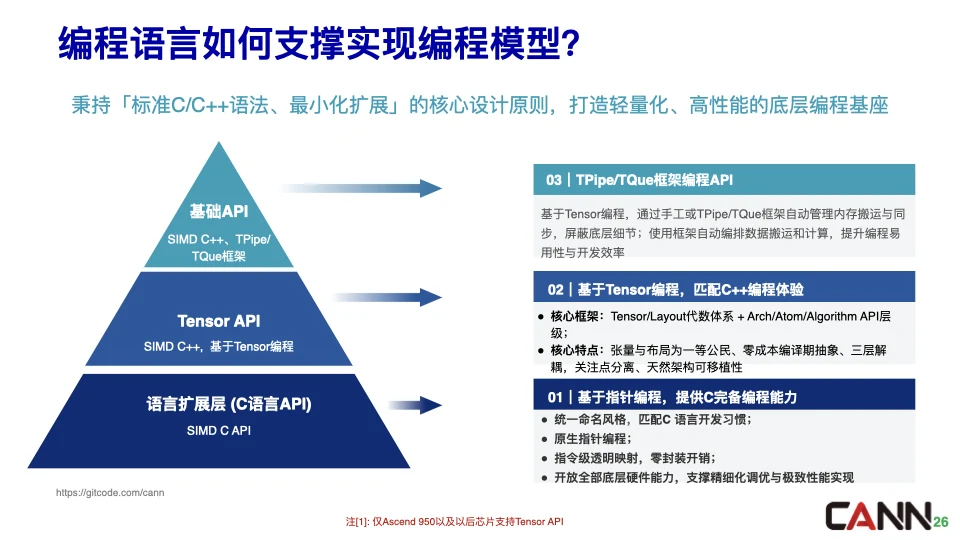 编程语言如何支撑实现编程模型？
秉持「标准C/C++语法、最小化扩展」的核心设计原则，打造轻量化、高性能的底层编程基座
基础API
SIMD C++、TPipe/
TQue框架
Tensor API
SIMD C++，基于Tensor编程
语言扩展层 (C语言API)
SIMD C API
03｜TPipe/TQue框架编程API
基于Tensor编程，通过手工或TPipe/TQue框架自动管理内存搬运与同
步，屏蔽底层细节；使用框架自动编排数据搬运和计算，提升编程易
用性与开发效率
02｜基于Tensor编程，匹配C++编程体验
● 核心框架：Tensor/Layout代数体系 + Arch/Atom/Algorithm API层
级；
● 核心特点：张量与布局为一等公民、零成本编译期抽象、三层解
耦，关注点分离、天然架构可移植性
01｜基于指针编程，提供C完备编程能力
● 统一命名风格，匹配C 语言开发习惯；
● 原生指针编程；
● 指令级透明映射，零封装开销；
● 开放全部底层硬件能力，支撑精细化调优与极致性能实现
https://gitcode.com/cann
注[1]: 仅Ascend 950以及以后芯片支持Tensor API
CANN
26